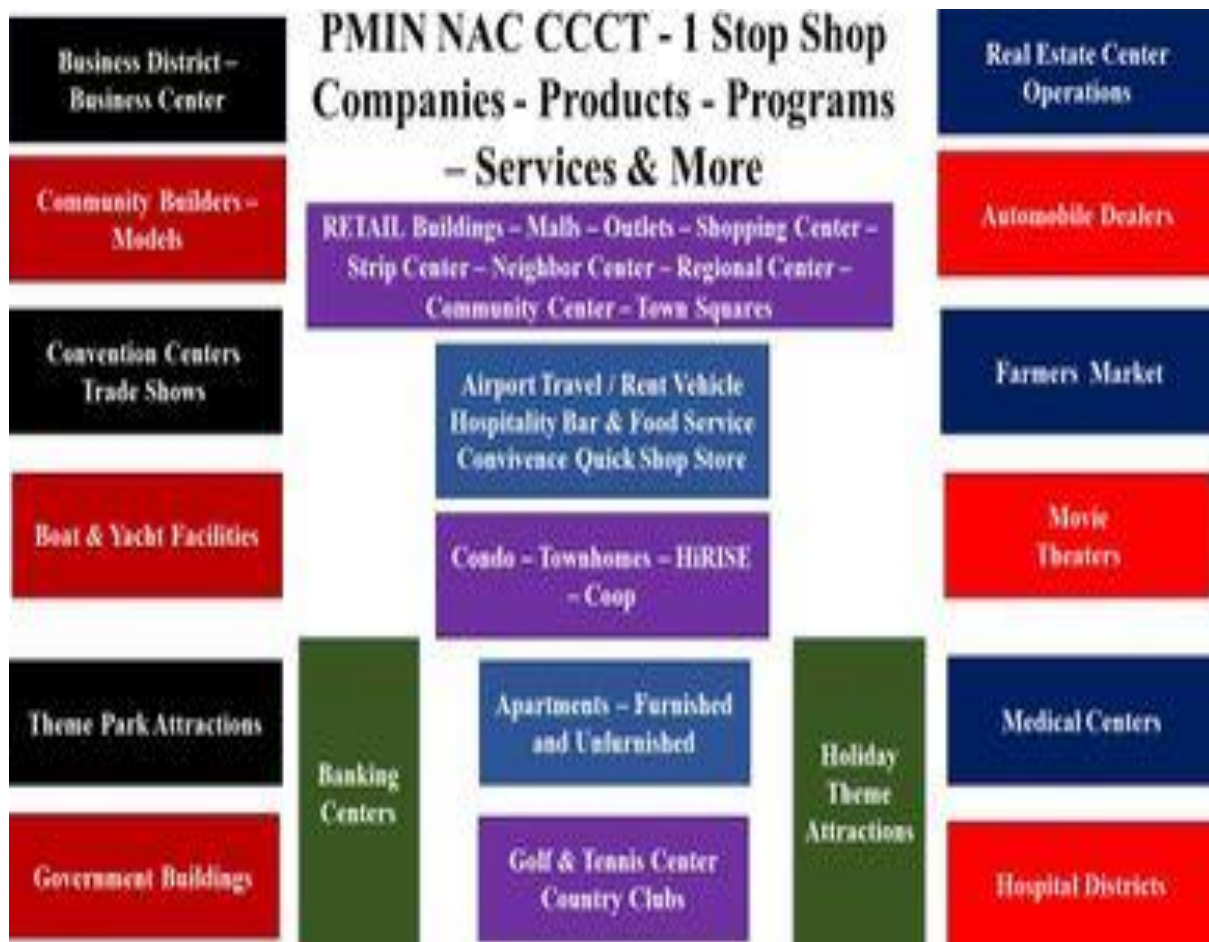 PMIN NAC CCCT - 1 Stop Shop
Companies - Products - Programs
– Services & More
Business District –
Business Center
Community Builders –
Models
Convention Centers
Trade Shows
Boat & Yacht Facilities
Theme Park Attractions
Government Buildings
RETAIL Buildings – Malls – Outlets – Shopping Center –
Strip Center – Neighbor Center – Regional Center –
Community Center – Town Squares
Airport Travel / Rent Vehicle
Hospitality Bar & Food Service
Convivence Quick Shop Store
Condo – Townhomes – HiRISE
– Coop
Banking
Centers
Apartments – Furnished
and Unfurnished
Golf & Tennis Center
Country Clubs
Holiday
Theme
Attractions
Real Estate Center
Operations
Automobile Dealers
Farmers Market
Movie
Theaters
Medical Centers
Hospital Districts